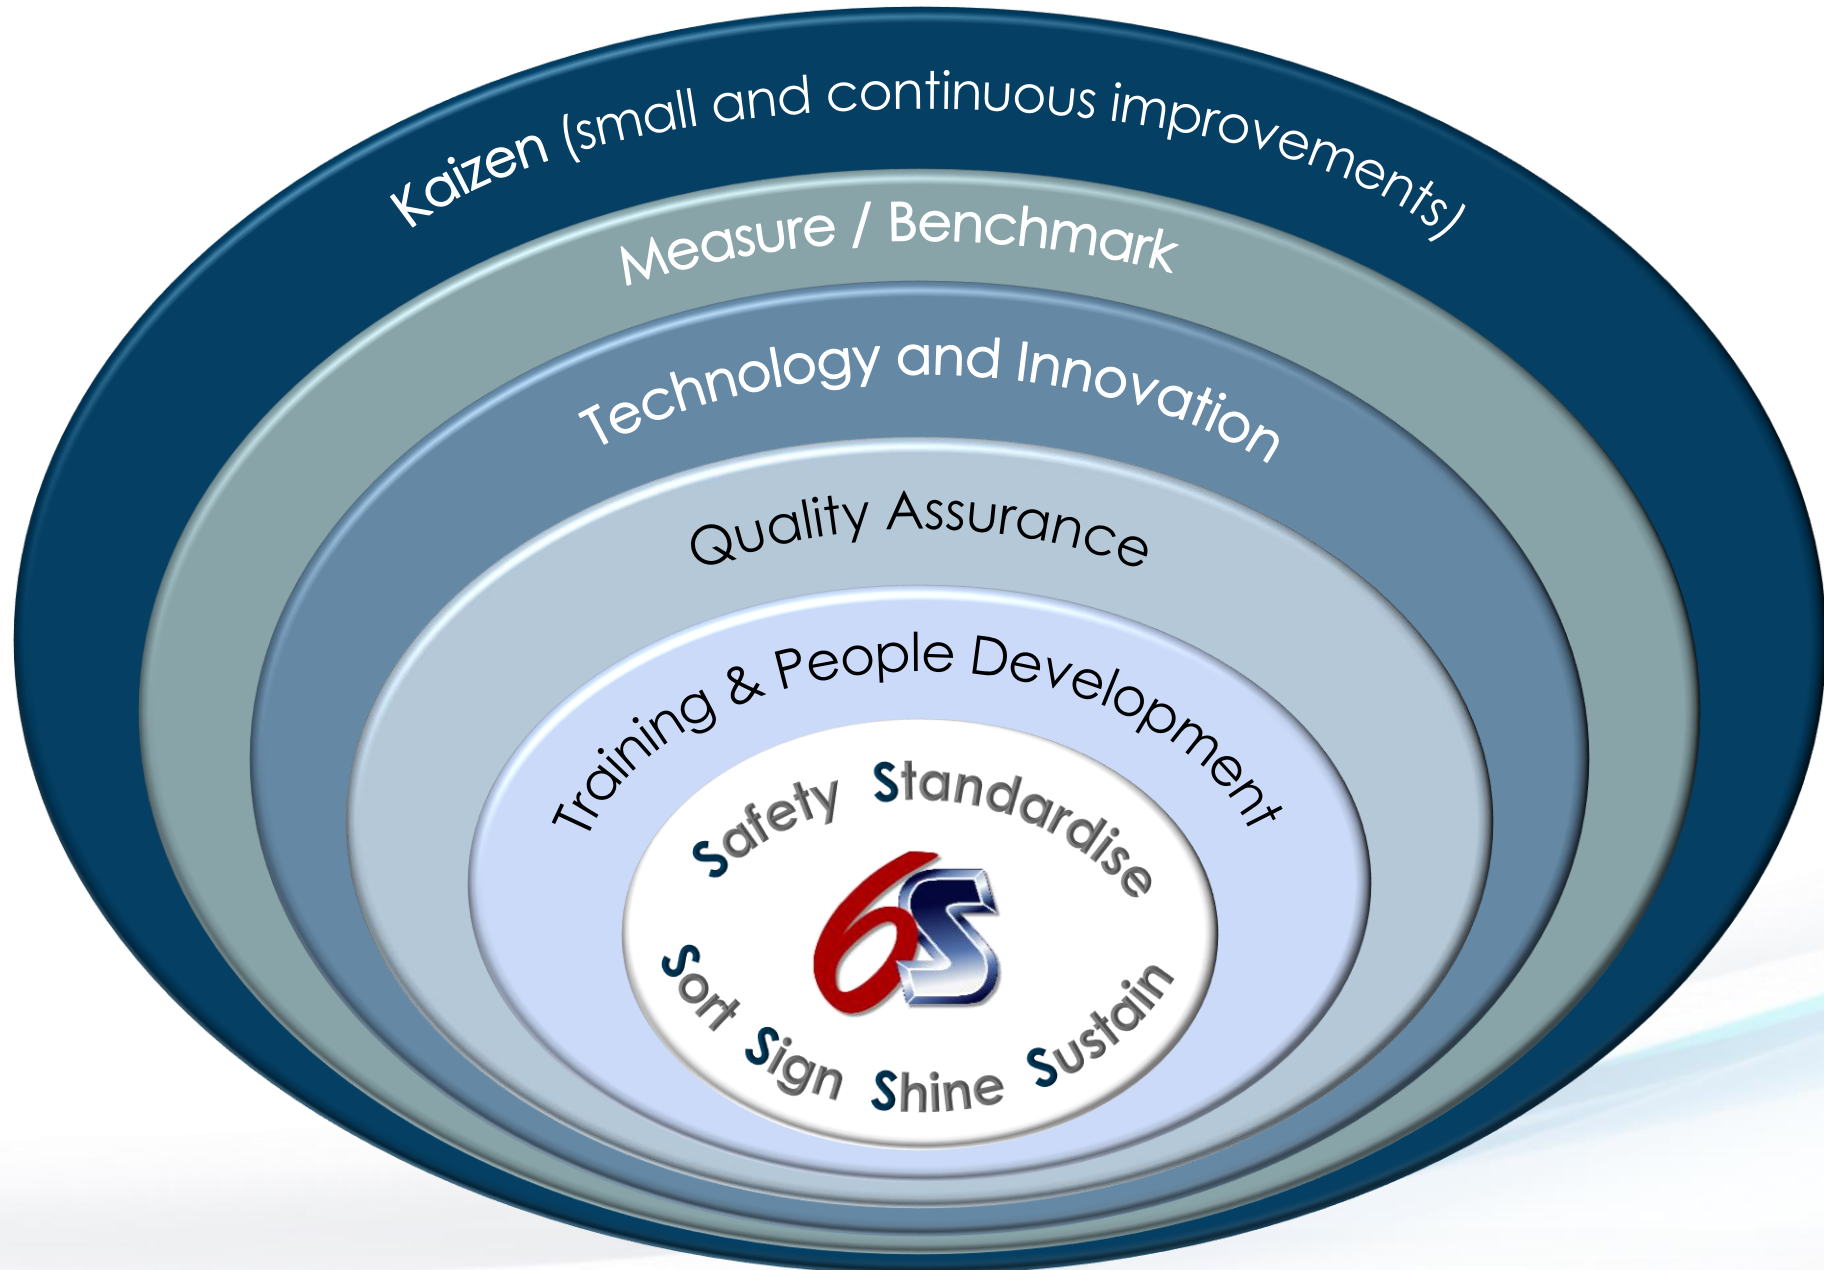 Kaizen (small and continuous improvements)
Measure / Benchmark
Technology and Innovation
Quality Assurance
Training & People Development
Safety Standardise
6S
Sort Sign Shine Sustain